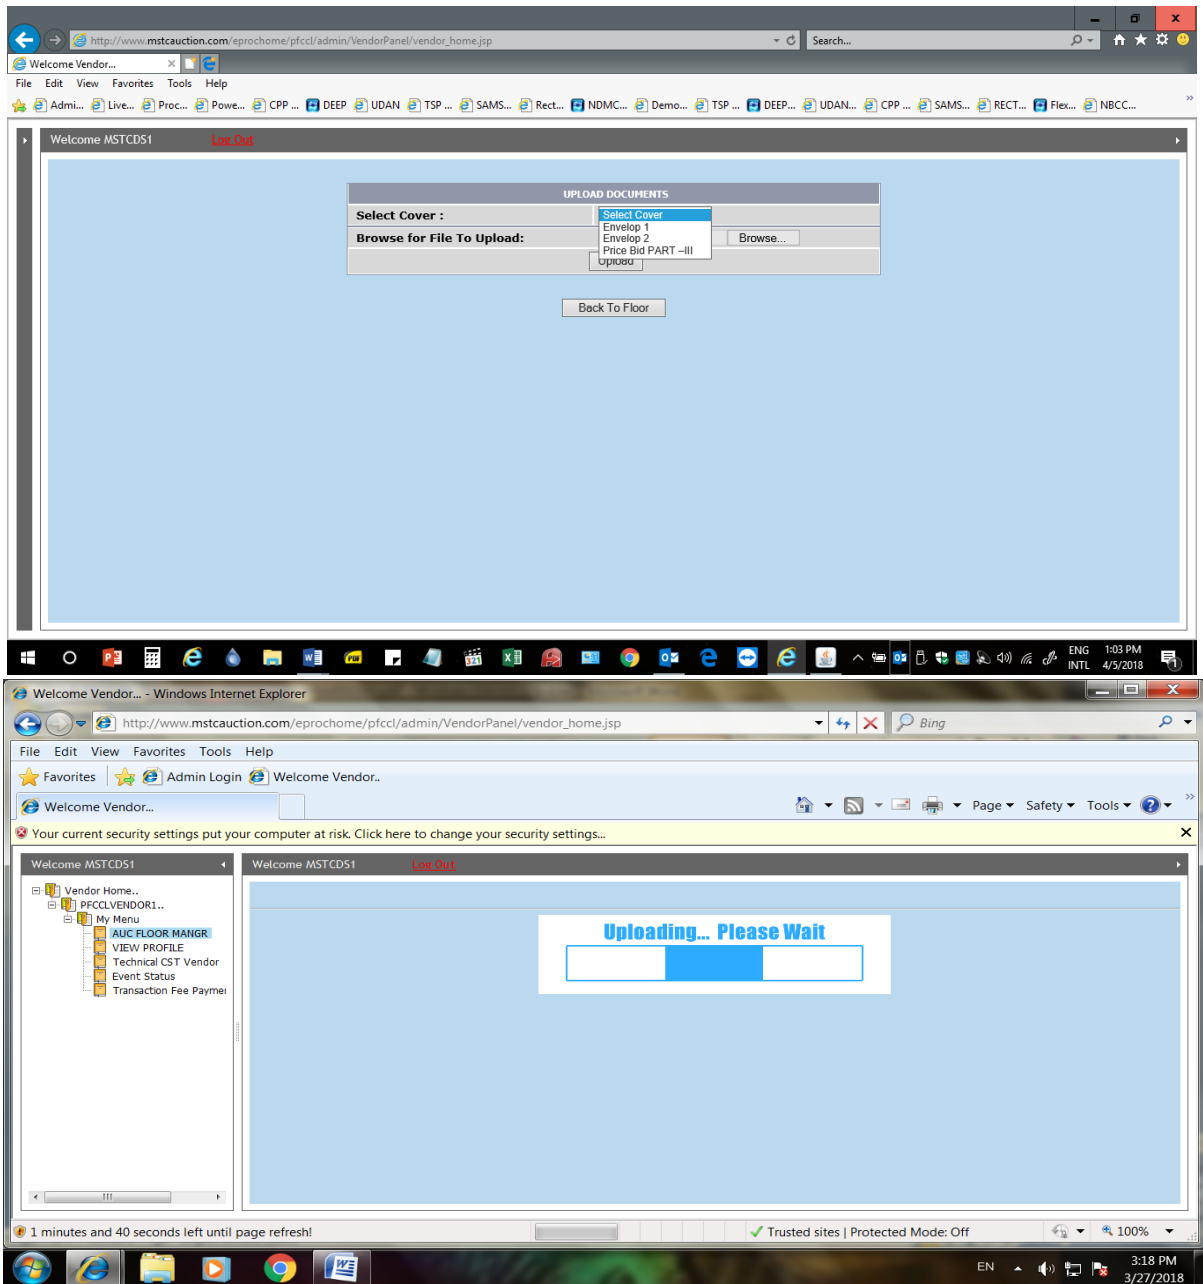 http://www.mstcauction.com/eprochome/pfccl/admin/VendorPanel/vendor_home.jsp
Search...
Welcome Vendor...
File Edit View Favorites Tools Help
Admi... Live... Proc... Powe... CPP ... DEEP UDAN TSP ... SAMS... Rect... NDMC... Demo... TSP ... DEEP... UDAN... CPP ... SAMS... RECT... Flex... NBCC...
Welcome MSTCDS1 Log Out
UPLOAD DOCUMENTS
Select Cover :
Select Cover
Envelop 1
Envelop 2
Price Bid PART –III
Browse for File To Upload:
Browse...
Upload
Back To Floor
ENG 1:03 PM
INTL 4/5/2018
Welcome Vendor... - Windows Internet Explorer
http://www.mstcauction.com/eprochome/pfccl/admin/VendorPanel/vendor_home.jsp
Bing
File Edit View Favorites Tools Help
Favorites Admin Login Welcome Vendor..
Welcome Vendor...
Page Safety Tools
Your current security settings put your computer at risk. Click here to change your security settings...
Welcome MSTCDS1
Welcome MSTCDS1 Log Out
Vendor Home..
PFCCLVENDOR1..
My Menu
AUC FLOOR MANGR
VIEW PROFILE
Technical CST Vendor
Event Status
Transaction Fee Paymer
Uploading... Please Wait
1 minutes and 40 seconds left until page refresh!
Trusted sites | Protected Mode: Off
100%
EN
3:18 PM
3/27/2018